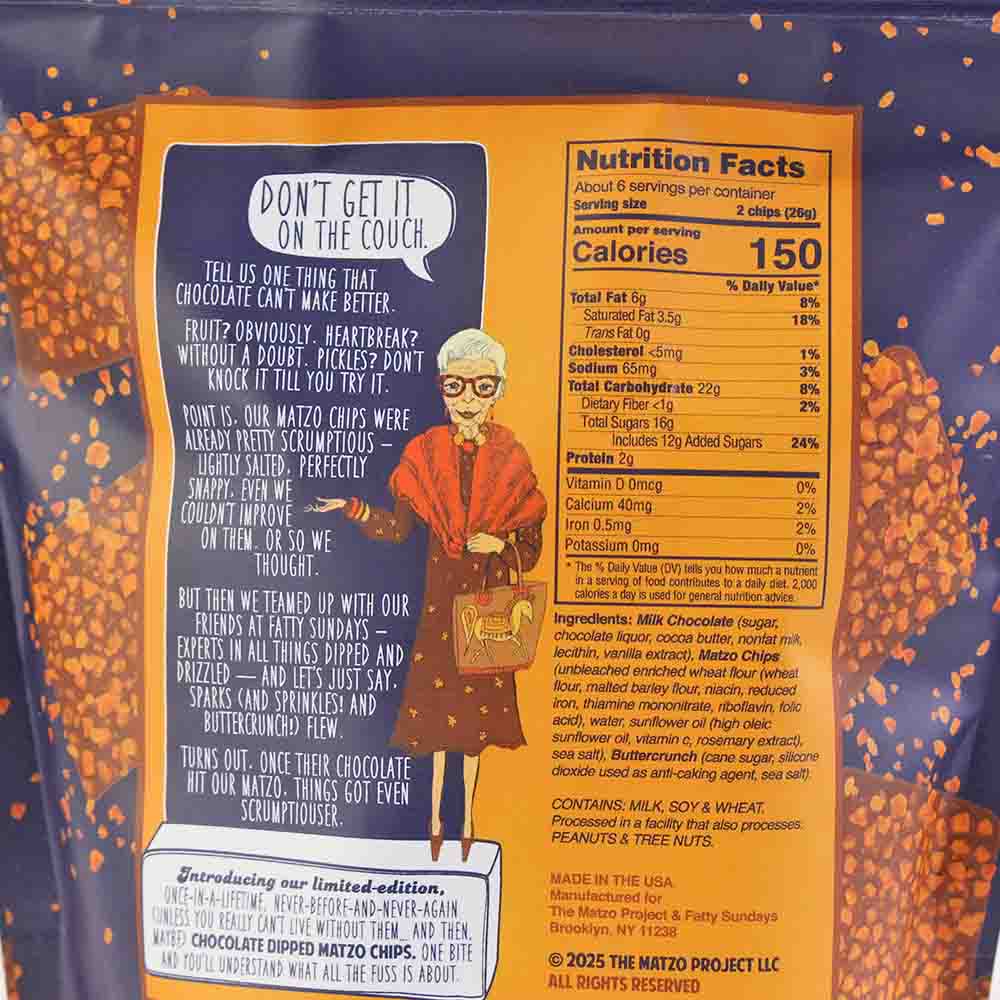 DON'T GET IT
ON THE COUCH.
TELL US ONE THING THAT
CHOCOLATE CAN'T MAKE BETTER.
FRUIT? OBVIOUSLY. HEARTBREAK?
WITHOUT A DOUBT. PICKLES? DON'T
KNOCK IT TILL YOU TRY IT.
POINT IS, OUR MATZO CHIPS WERE
ALREADY PRETTY SCRUMPTIOUS —
LIGHTLY SALTED, PERFECTLY
SNAPPY, EVEN WE
COULDN'T IMPROVE
ON THEM. OR SO WE
THOUGHT.
BUT THEN WE TEAMED UP WITH OUR
FRIENDS AT FATTY SUNDAYS —
EXPERTS IN ALL THINGS DIPPED AND
DRIZZLED — AND LET'S JUST SAY,
SPARKS (AND SPRINKLES! AND
BUTTERCRUNCH!) FLEW.
TURNS OUT, ONCE THEIR CHOCOLATE
HIT OUR MATZO, THINGS GOT EVEN
SCRUMPTIOUSER.
Introducing our limited-edition,
ONCE-IN-A-LIFETIME, NEVER-BEFORE-AND-NEVER-AGAIN
(UNLESS YOU REALLY CAN'T LIVE WITHOUT THEM... AND THEN,
MAYBE) CHOCOLATE DIPPED MATZO CHIPS. ONE BITE
AND YOU'LL UNDERSTAND WHAT ALL THE FUSS IS ABOUT.
Nutrition Facts
About 6 servings per container
Serving size 2 chips (26g)
Amount per serving
Calories 150
% Daily Value*
Total Fat 6g 8%
Saturated Fat 3.5g 18%
Trans Fat 0g
Cholesterol <5mg 1%
Sodium 65mg 3%
Total Carbohydrate 22g 8%
Dietary Fiber <1g 2%
Total Sugars 16g
Includes 12g Added Sugars 24%
Protein 2g
Vitamin D 0mcg 0%
Calcium 40mg 2%
Iron 0.5mg 2%
Potassium 0mg 0%
* The % Daily Value (DV) tells you how much a nutrient
in a serving of food contributes to a daily diet. 2,000
calories a day is used for general nutrition advice.
Ingredients: Milk Chocolate (sugar,
chocolate liquor, cocoa butter, nonfat milk,
lecithin, vanilla extract), Matzo Chips
(unbleached enriched wheat flour (wheat
flour, malted barley flour, niacin, reduced
iron, thiamine mononitrate, riboflavin, folic
acid), water, sunflower oil (high oleic
sunflower oil, vitamin c, rosemary extract),
sea salt), Buttercrunch (cane sugar, silicone
dioxide used as anti-caking agent, sea salt).
CONTAINS: MILK, SOY & WHEAT.
Processed in a facility that also processes:
PEANUTS & TREE NUTS.
MADE IN THE USA
Manufactured for
The Matzo Project & Fatty Sundays
Brooklyn, NY 11238
© 2025 THE MATZO PROJECT LLC
ALL RIGHTS RESERVED